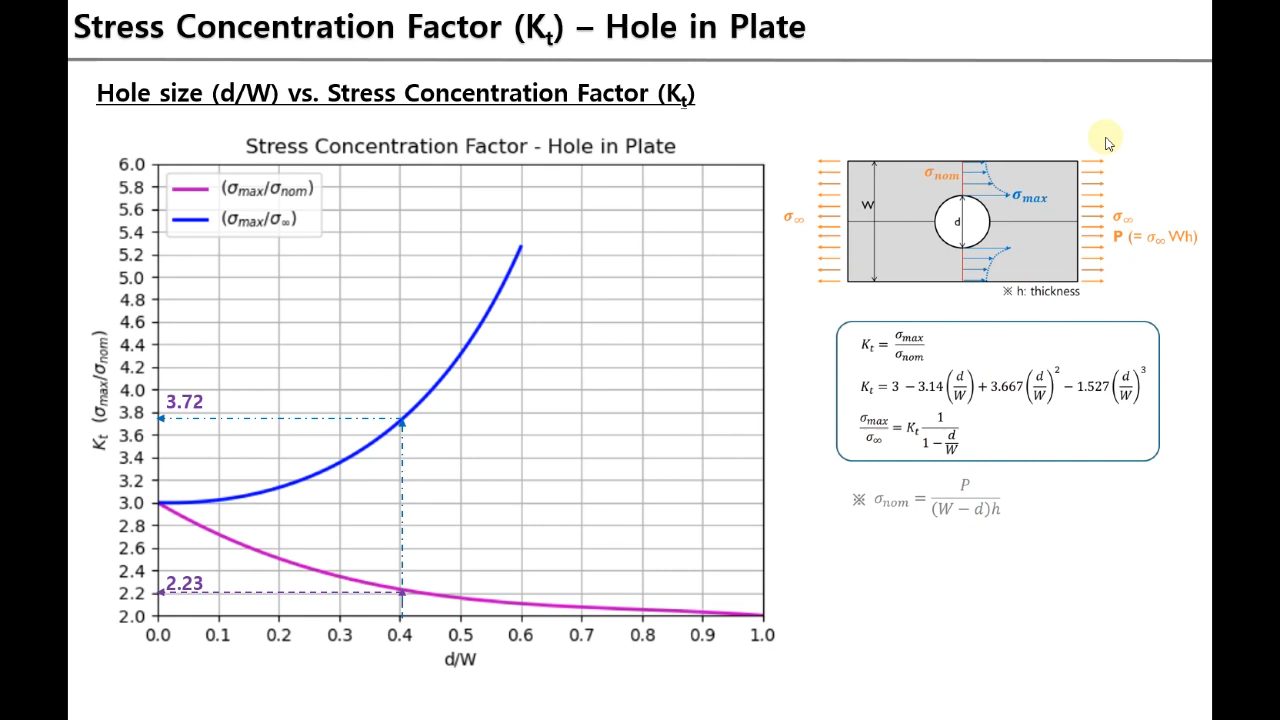 Stress Concentration Factor (Kt) – Hole in Plate
Hole size (d/W) vs. Stress Concentration Factor (Kt)
Stress Concentration Factor - Hole in Plate
6.0
5.8
5.6
5.4
5.2
5.0
4.8
4.6
4.4
4.2
4.0
3.8
3.6
3.4
3.2
3.0
2.8
2.6
2.4
2.2
2.0
Kt (σmax/σnom)
(σmax/σnom)
(σmax/σ∞)
3.72
2.23
0.0 0.1 0.2 0.3 0.4 0.5 0.6 0.7 0.8 0.9 1.0
d/W
σnom
σmax
W
d
σ∞
σ∞
P (= σ∞ Wh)
※ h: thickness
Kt = σmax/σnom
Kt = 3 − 3.14 (d/W) + 3.667 (d/W)² − 1.527 (d/W)³
σmax/σ∞ = Kt 1/(1 − d/W)
※ σnom = P/((W − d)h)